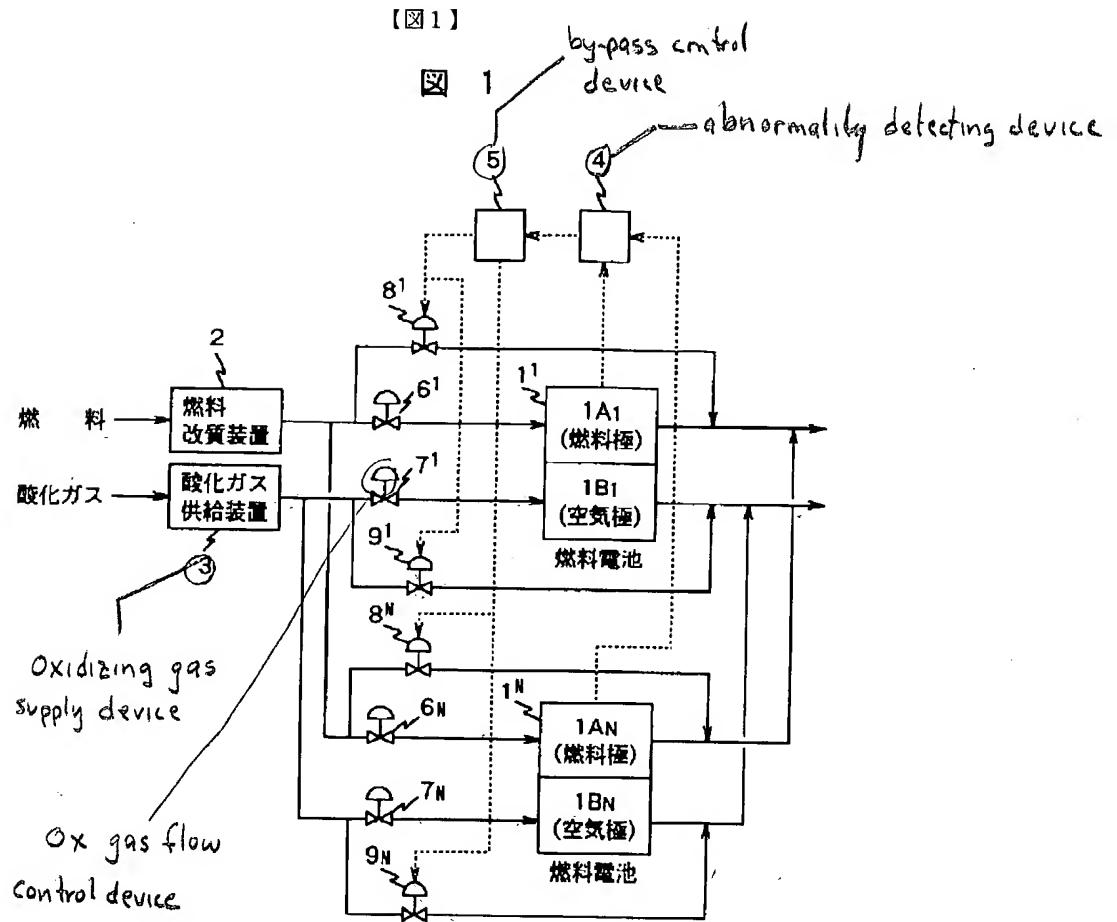 【図1】
図 1
by-pass control
device
abnormality detecting device
⑤
④
8¹
2
6¹
1¹
燃 料
燃料
改質装置
1A₁
(燃料極)
酸化ガス
酸化ガス
供給装置
7¹
1B₁
(空気極)
9¹
燃料電池
③
8ᴺ
Oxidizing gas
supply device
1ᴺ
6N
1AN
(燃料極)
7N
1BN
(空気極)
Ox gas flow
control device
9N
燃料電池